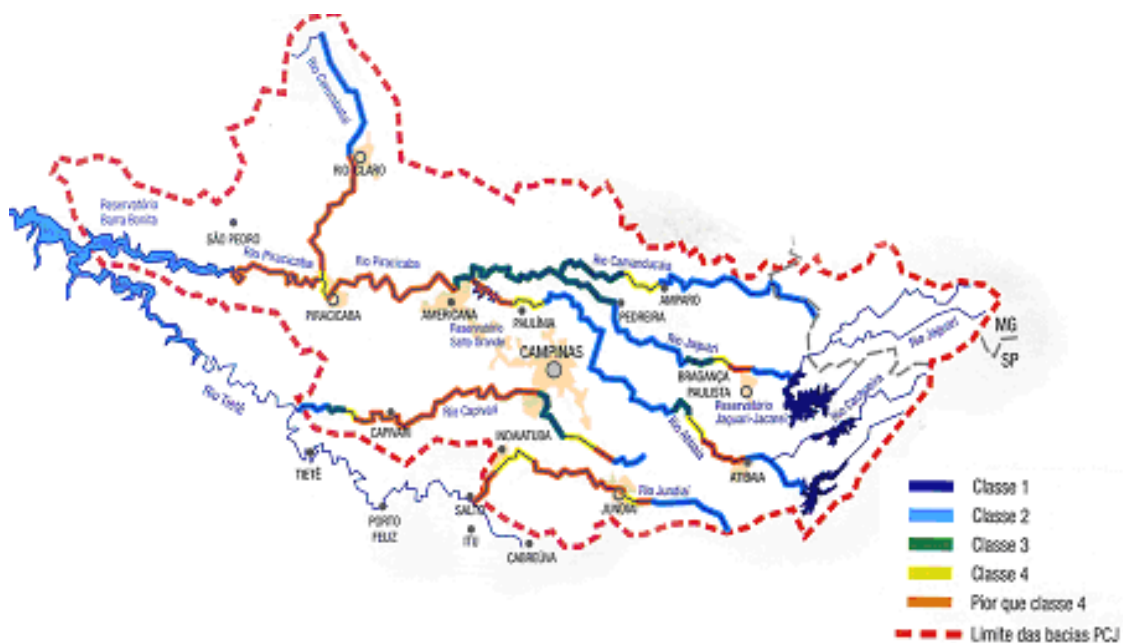 Rio Corumbataí
RIO CLARO
Reservatório
Barra Bonita
SÃO PEDRO
Rio Piracicaba
Rio Piracicaba
Rio Camanducaia
PIRACICABA
AMERICANA
Reservatório
Salto Grande
PAULÍNIA
PEDREIRA
AMPARO
Rio Jaguari
MG
SP
CAMPINAS
Rio Jaguari
BRAGANÇA
PAULISTA
Reservatório
Jaguari-Jacareí
Rio Cachoeira
Rio Tietê
CAPIVARI
Rio Capivari
INDAIATUBA
Rio Atibaia
ATIBAIA
TIETÊ
PORTO
FELIZ
SALTO
ITU
CABREÚVA
JUNDIAÍ
Rio Jundiaí
Classe 1
Classe 2
Classe 3
Classe 4
Pior que classe 4
Limite das bacias PCJ